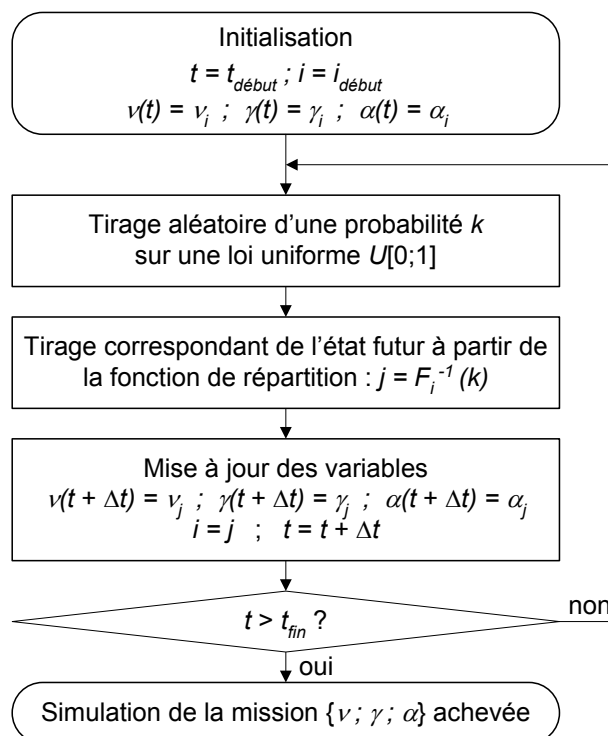 Initialisation
t = t_début ; i = i_début
ν(t) = ν_i ; γ(t) = γ_i ; α(t) = α_i
Tirage aléatoire d'une probabilité k
sur une loi uniforme U[0;1]
Tirage correspondant de l'état futur à partir de
la fonction de répartition : j = F_i^-1 (k)
Mise à jour des variables
ν(t + Δt) = ν_j ; γ(t + Δt) = γ_j ; α(t + Δt) = α_j
i = j ; t = t + Δt
t > t_fin ?
non
oui
Simulation de la mission {ν ; γ ; α} achevée